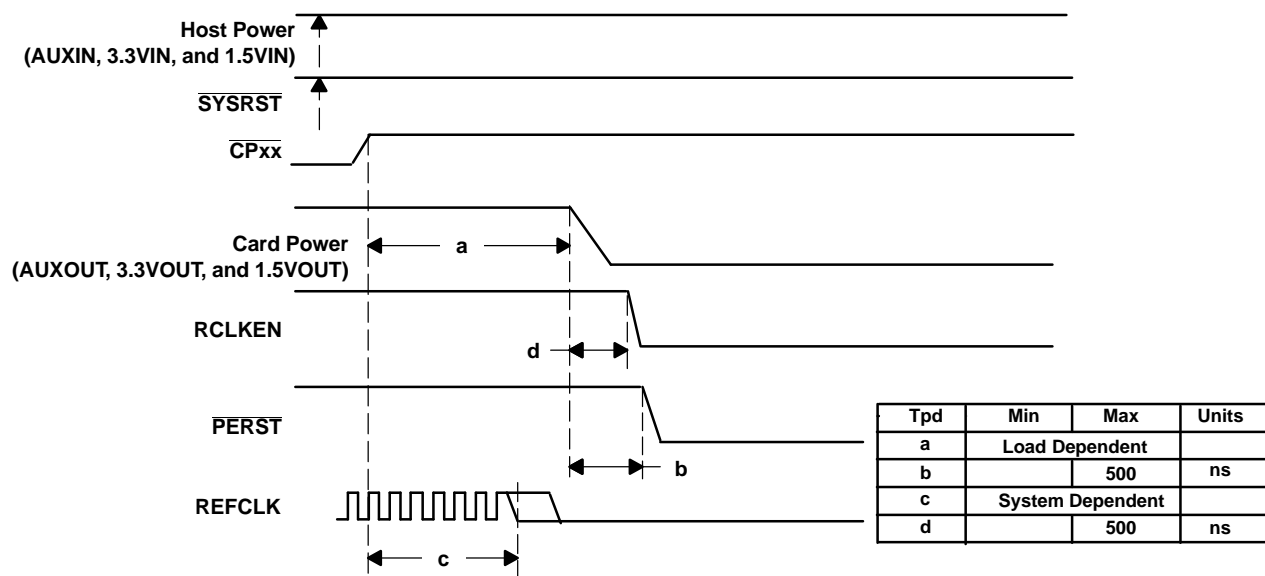 Host Power
(AUXIN, 3.3VIN, and 1.5VIN)
SYSRST
CPxx
Card Power
(AUXOUT, 3.3VOUT, and 1.5VOUT)
a
RCLKEN
d
PERST
b
REFCLK
c
Tpd Min Max Units
a Load Dependent
b 500 ns
c System Dependent
d 500 ns